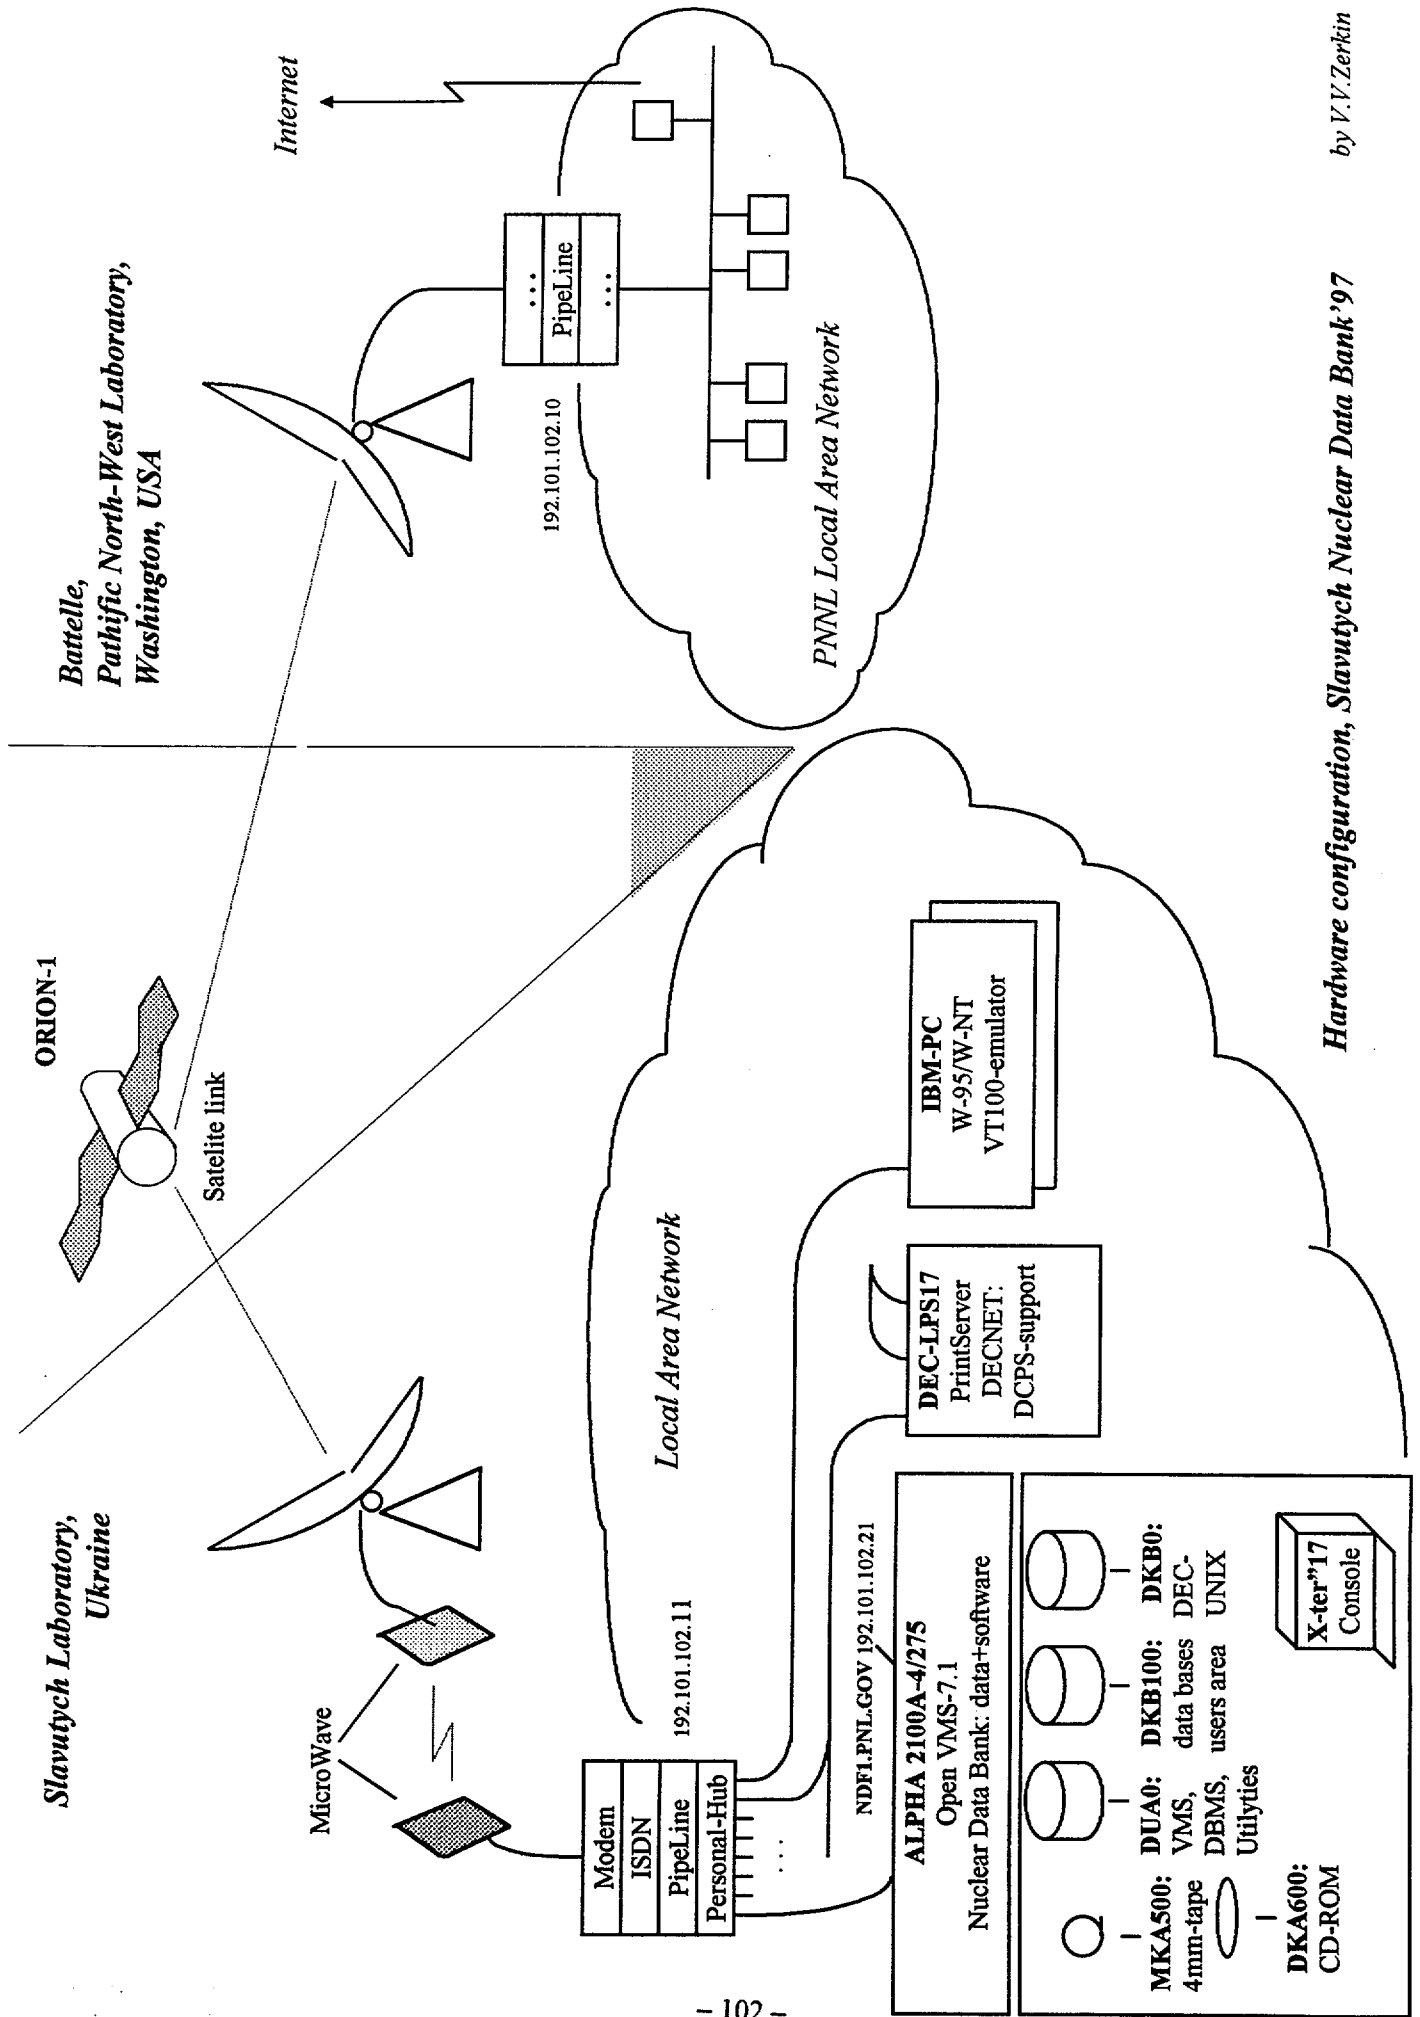 Slavutych Laboratory,
Ukraine
ORION-1
Satelite link
Battelle,
Pathific North-West Laboratory,
Washington, USA
Internet
MicroWave
Modem
ISDN
PipeLine
Personal-Hub
192.101.102.11
Local Area Network
...
PipeLine
...
192.101.102.10
PNNL Local Area Network
...
NDF1.PNL.GOV 192.101.102.21
ALPHA 2100A-4/275
Open VMS-7.1
Nuclear Data Bank: data+software
DEC-LPS17
PrintServer
DECNET:
DCPS-support
IBM-PC
W-95/W-NT
VT100-emulator
MKA500:
4mm-tape
DKA600:
CD-ROM
DUA0:
VMS,
DBMS,
Utilyties
DKB100:
data bases
users area
DKB0:
DEC-
UNIX
X-ter"17
Console
Hardware configuration, Slavutych Nuclear Data Bank'97
by V.V.Zerkin
- 102 -